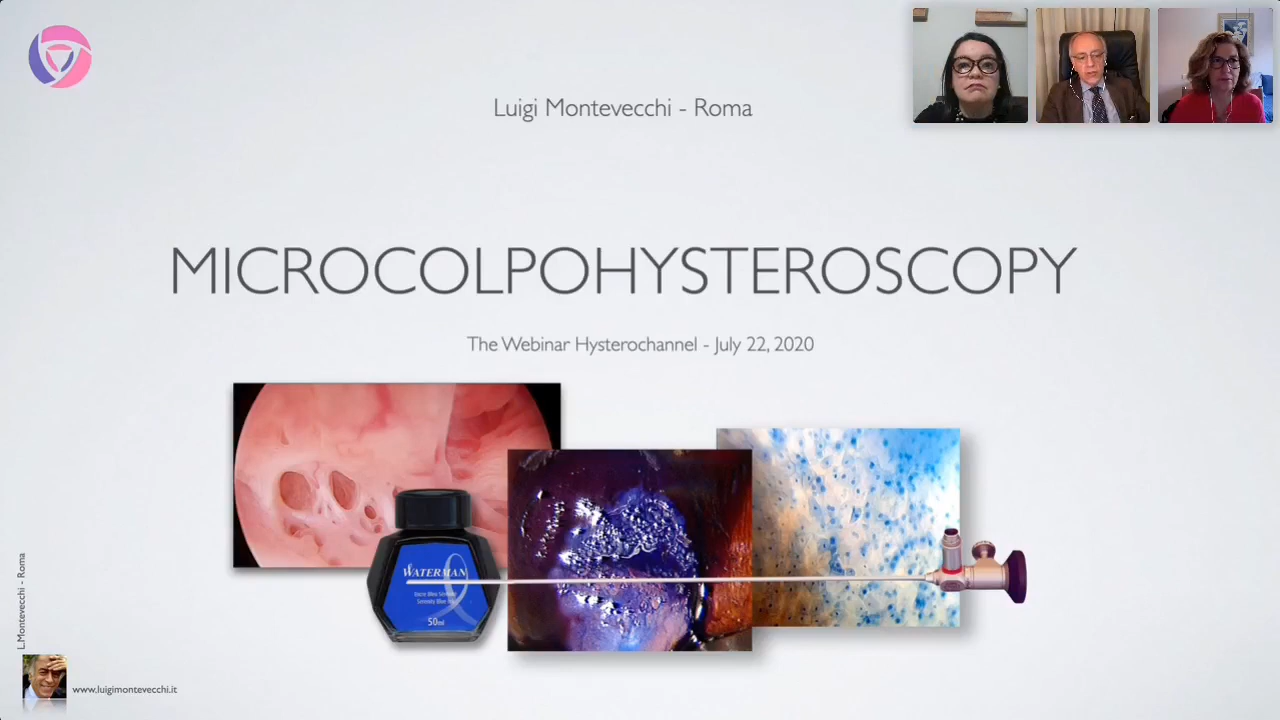 Luigi Montevecchi - Roma
MICROCOLPOHYSTEROSCOPY
The Webinar Hysterochannel - July 22, 2020
WATERMAN
50ml
L.Montevecchi - Roma
www.luigimontevecchi.it